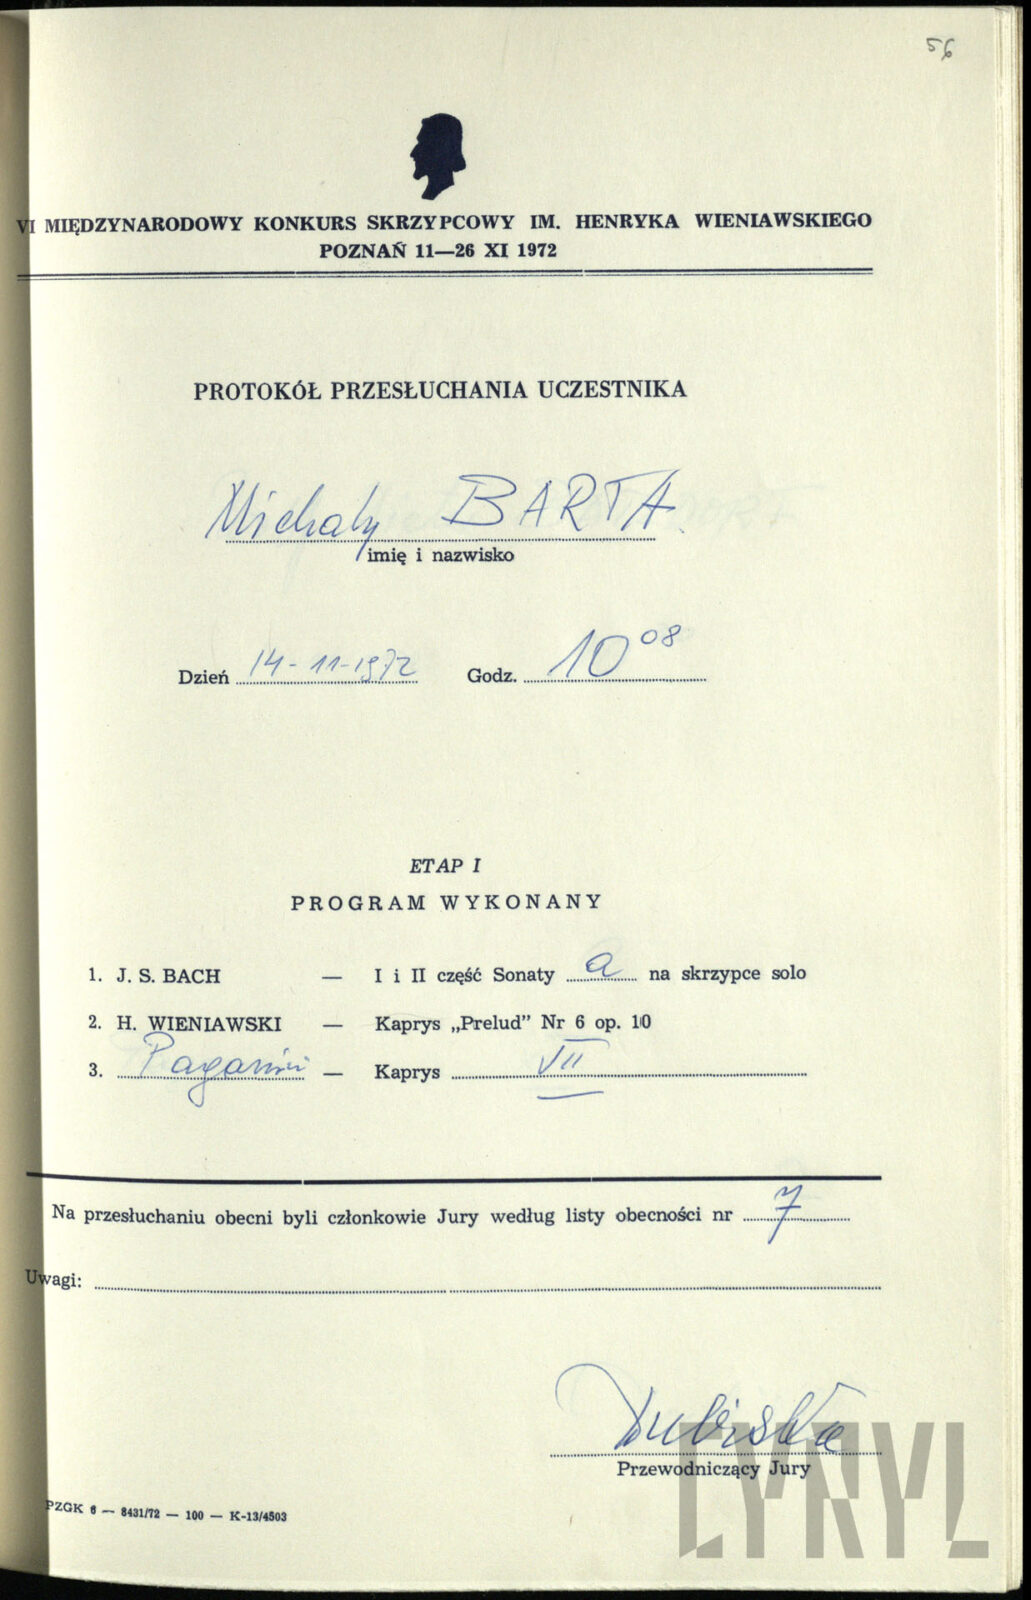 56
VI MIĘDZYNARODOWY KONKURS SKRZYPCOWY IM. HENRYKA WIENIAWSKIEGO
POZNAŃ 11—26 XI 1972
PROTOKÓŁ PRZESŁUCHANIA UCZESTNIKA
Michaly BARTA
imię i nazwisko
Dzień 14-11-1972 Godz. 10 08
ETAP I
PROGRAM WYKONANY
1. J. S. BACH — I i II część Sonaty a na skrzypce solo
2. H. WIENIAWSKI — Kaprys „Prelud” Nr 6 op. 10
3. Paganini — Kaprys VII
Na przesłuchaniu obecni byli członkowie Jury według listy obecności nr 7
Uwagi:
Dubiska
Przewodniczący Jury
PZGK 6 — 8431/72 — 100 — K-13/4503